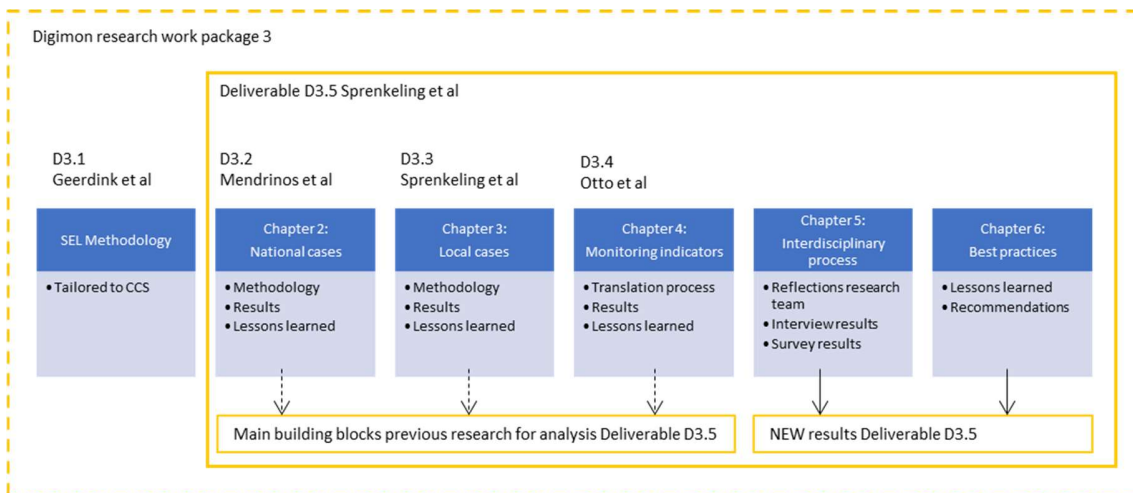 Digimon research work package 3
Deliverable D3.5 Sprenkeling et al
D3.1
Geerdink et al
D3.2
Mendrinos et al
D3.3
Sprenkeling et al
D3.4
Otto et al
SEL Methodology
• Tailored to CCS
Chapter 2:
National cases
• Methodology
• Results
• Lessons learned
Chapter 3:
Local cases
• Methodology
• Results
• Lessons learned
Chapter 4:
Monitoring indicators
• Translation process
• Results
• Lessons learned
Chapter 5:
Interdisciplinary
process
• Reflections research
team
• Interview results
• Survey results
Chapter 6:
Best practices
• Lessons learned
• Recommendations
Main building blocks previous research for analysis Deliverable D3.5
NEW results Deliverable D3.5